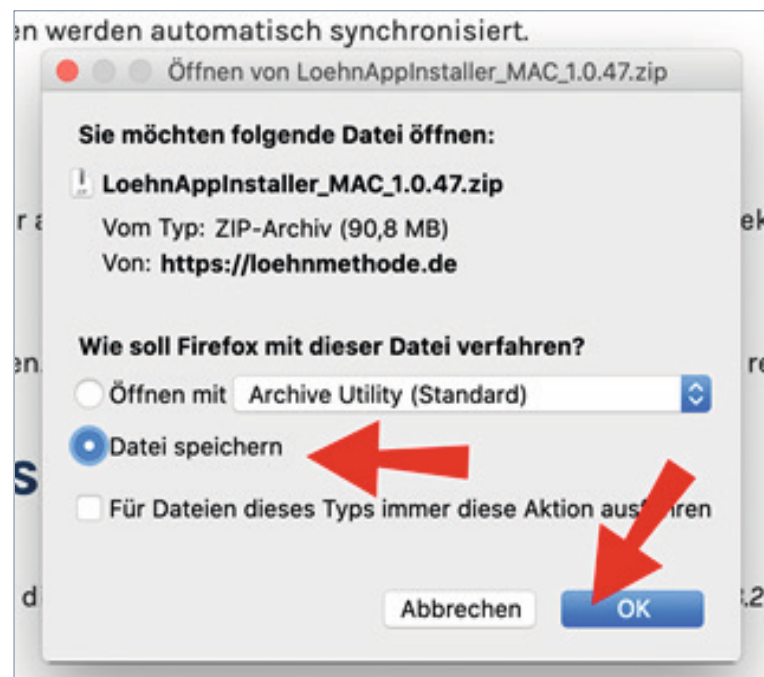 en werden automatisch synchronisiert.
Öffnen von LoehnAppInstaller_MAC_1.0.47.zip
Sie möchten folgende Datei öffnen:
LoehnAppInstaller_MAC_1.0.47.zip
Vom Typ: ZIP-Archiv (90,8 MB)
Von: https://loehnmethode.de
Wie soll Firefox mit dieser Datei verfahren?
Öffnen mit Archive Utility (Standard)
Datei speichern
Für Dateien dieses Typs immer diese Aktion ausführen
Abbrechen OK